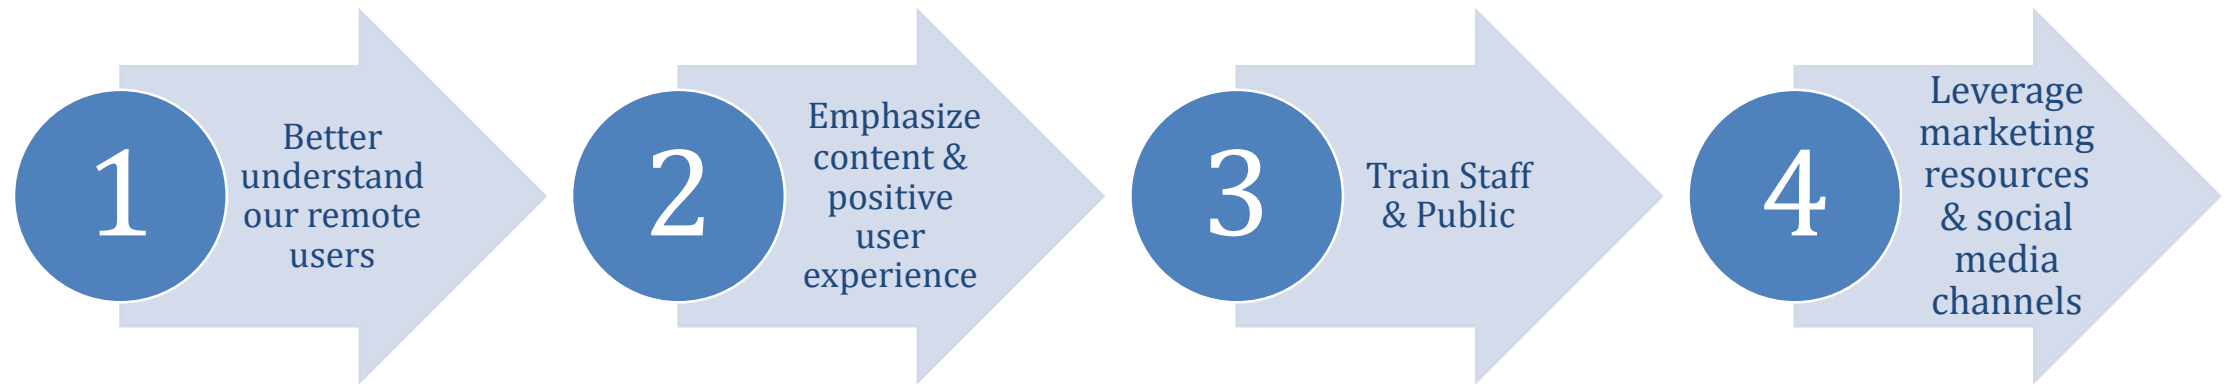 1
Better
understand
our remote
users
2
Emphasize
content &
positive
user
experience
3
Train Staff
& Public
4
Leverage
marketing
resources
& social
media
channels